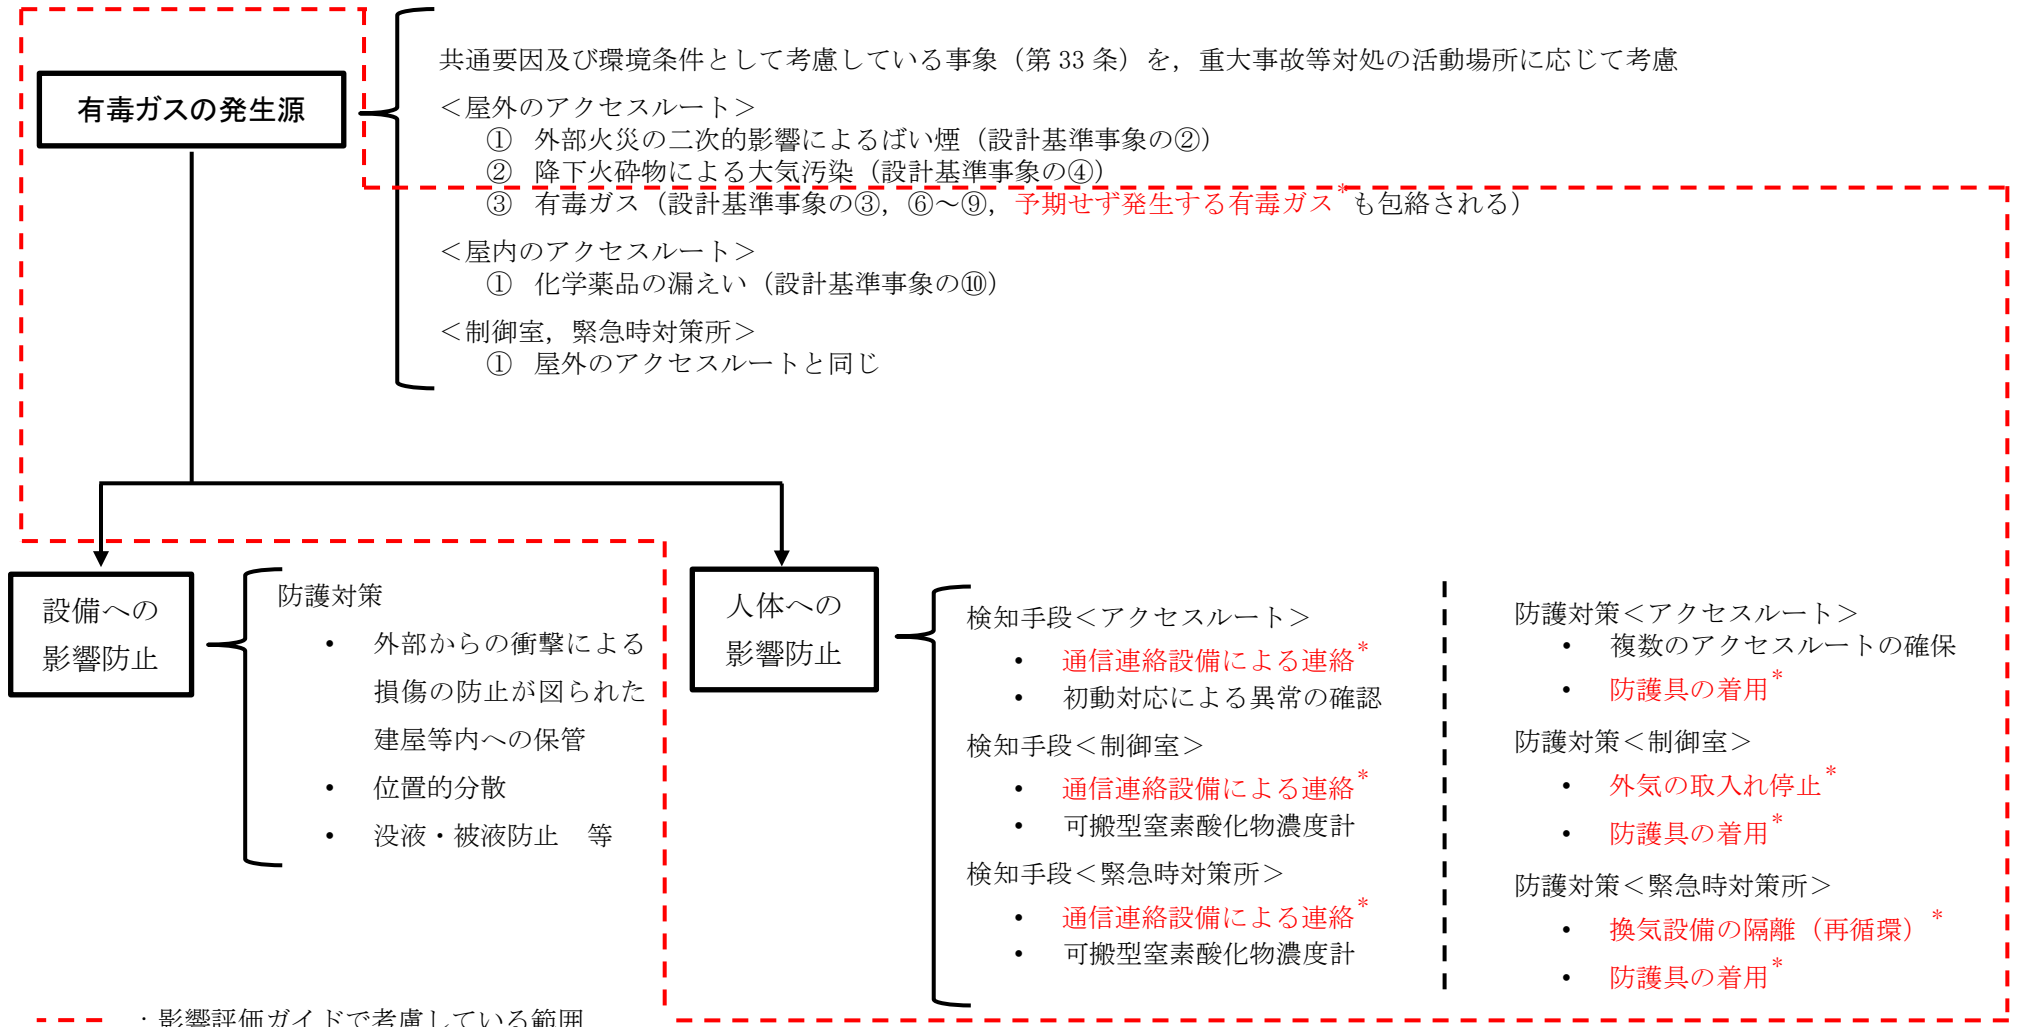 有毒ガスの発生源
共通要因及び環境条件として考慮している事象（第33条）を，重大事故等対処の活動場所に応じて考慮
＜屋外のアクセスルート＞
① 外部火災の二次的影響によるばい煙（設計基準事象の②）
② 降下火砕物による大気汚染（設計基準事象の④）
③ 有毒ガス（設計基準事象の③，⑥～⑨，予期せず発生する有毒ガス*も包絡される）
＜屋内のアクセスルート＞
① 化学薬品の漏えい（設計基準事象の⑩）
＜制御室，緊急時対策所＞
① 屋外のアクセスルートと同じ
設備への
影響防止
防護対策
・ 外部からの衝撃による
損傷の防止が図られた
建屋等内への保管
・ 位置的分散
・ 没液・被液防止　等
人体への
影響防止
検知手段＜アクセスルート＞
・ 通信連絡設備による連絡*
・ 初動対応による異常の確認
検知手段＜制御室＞
・ 通信連絡設備による連絡*
・ 可搬型窒素酸化物濃度計
検知手段＜緊急時対策所＞
・ 通信連絡設備による連絡*
・ 可搬型窒素酸化物濃度計
防護対策＜アクセスルート＞
・ 複数のアクセスルートの確保
・ 防護具の着用*
防護対策＜制御室＞
・ 外気の取入れ停止*
・ 防護具の着用*
防護対策＜緊急時対策所＞
・ 換気設備の隔離（再循環）*
・ 防護具の着用*
：影響評価ガイドで考慮している範囲